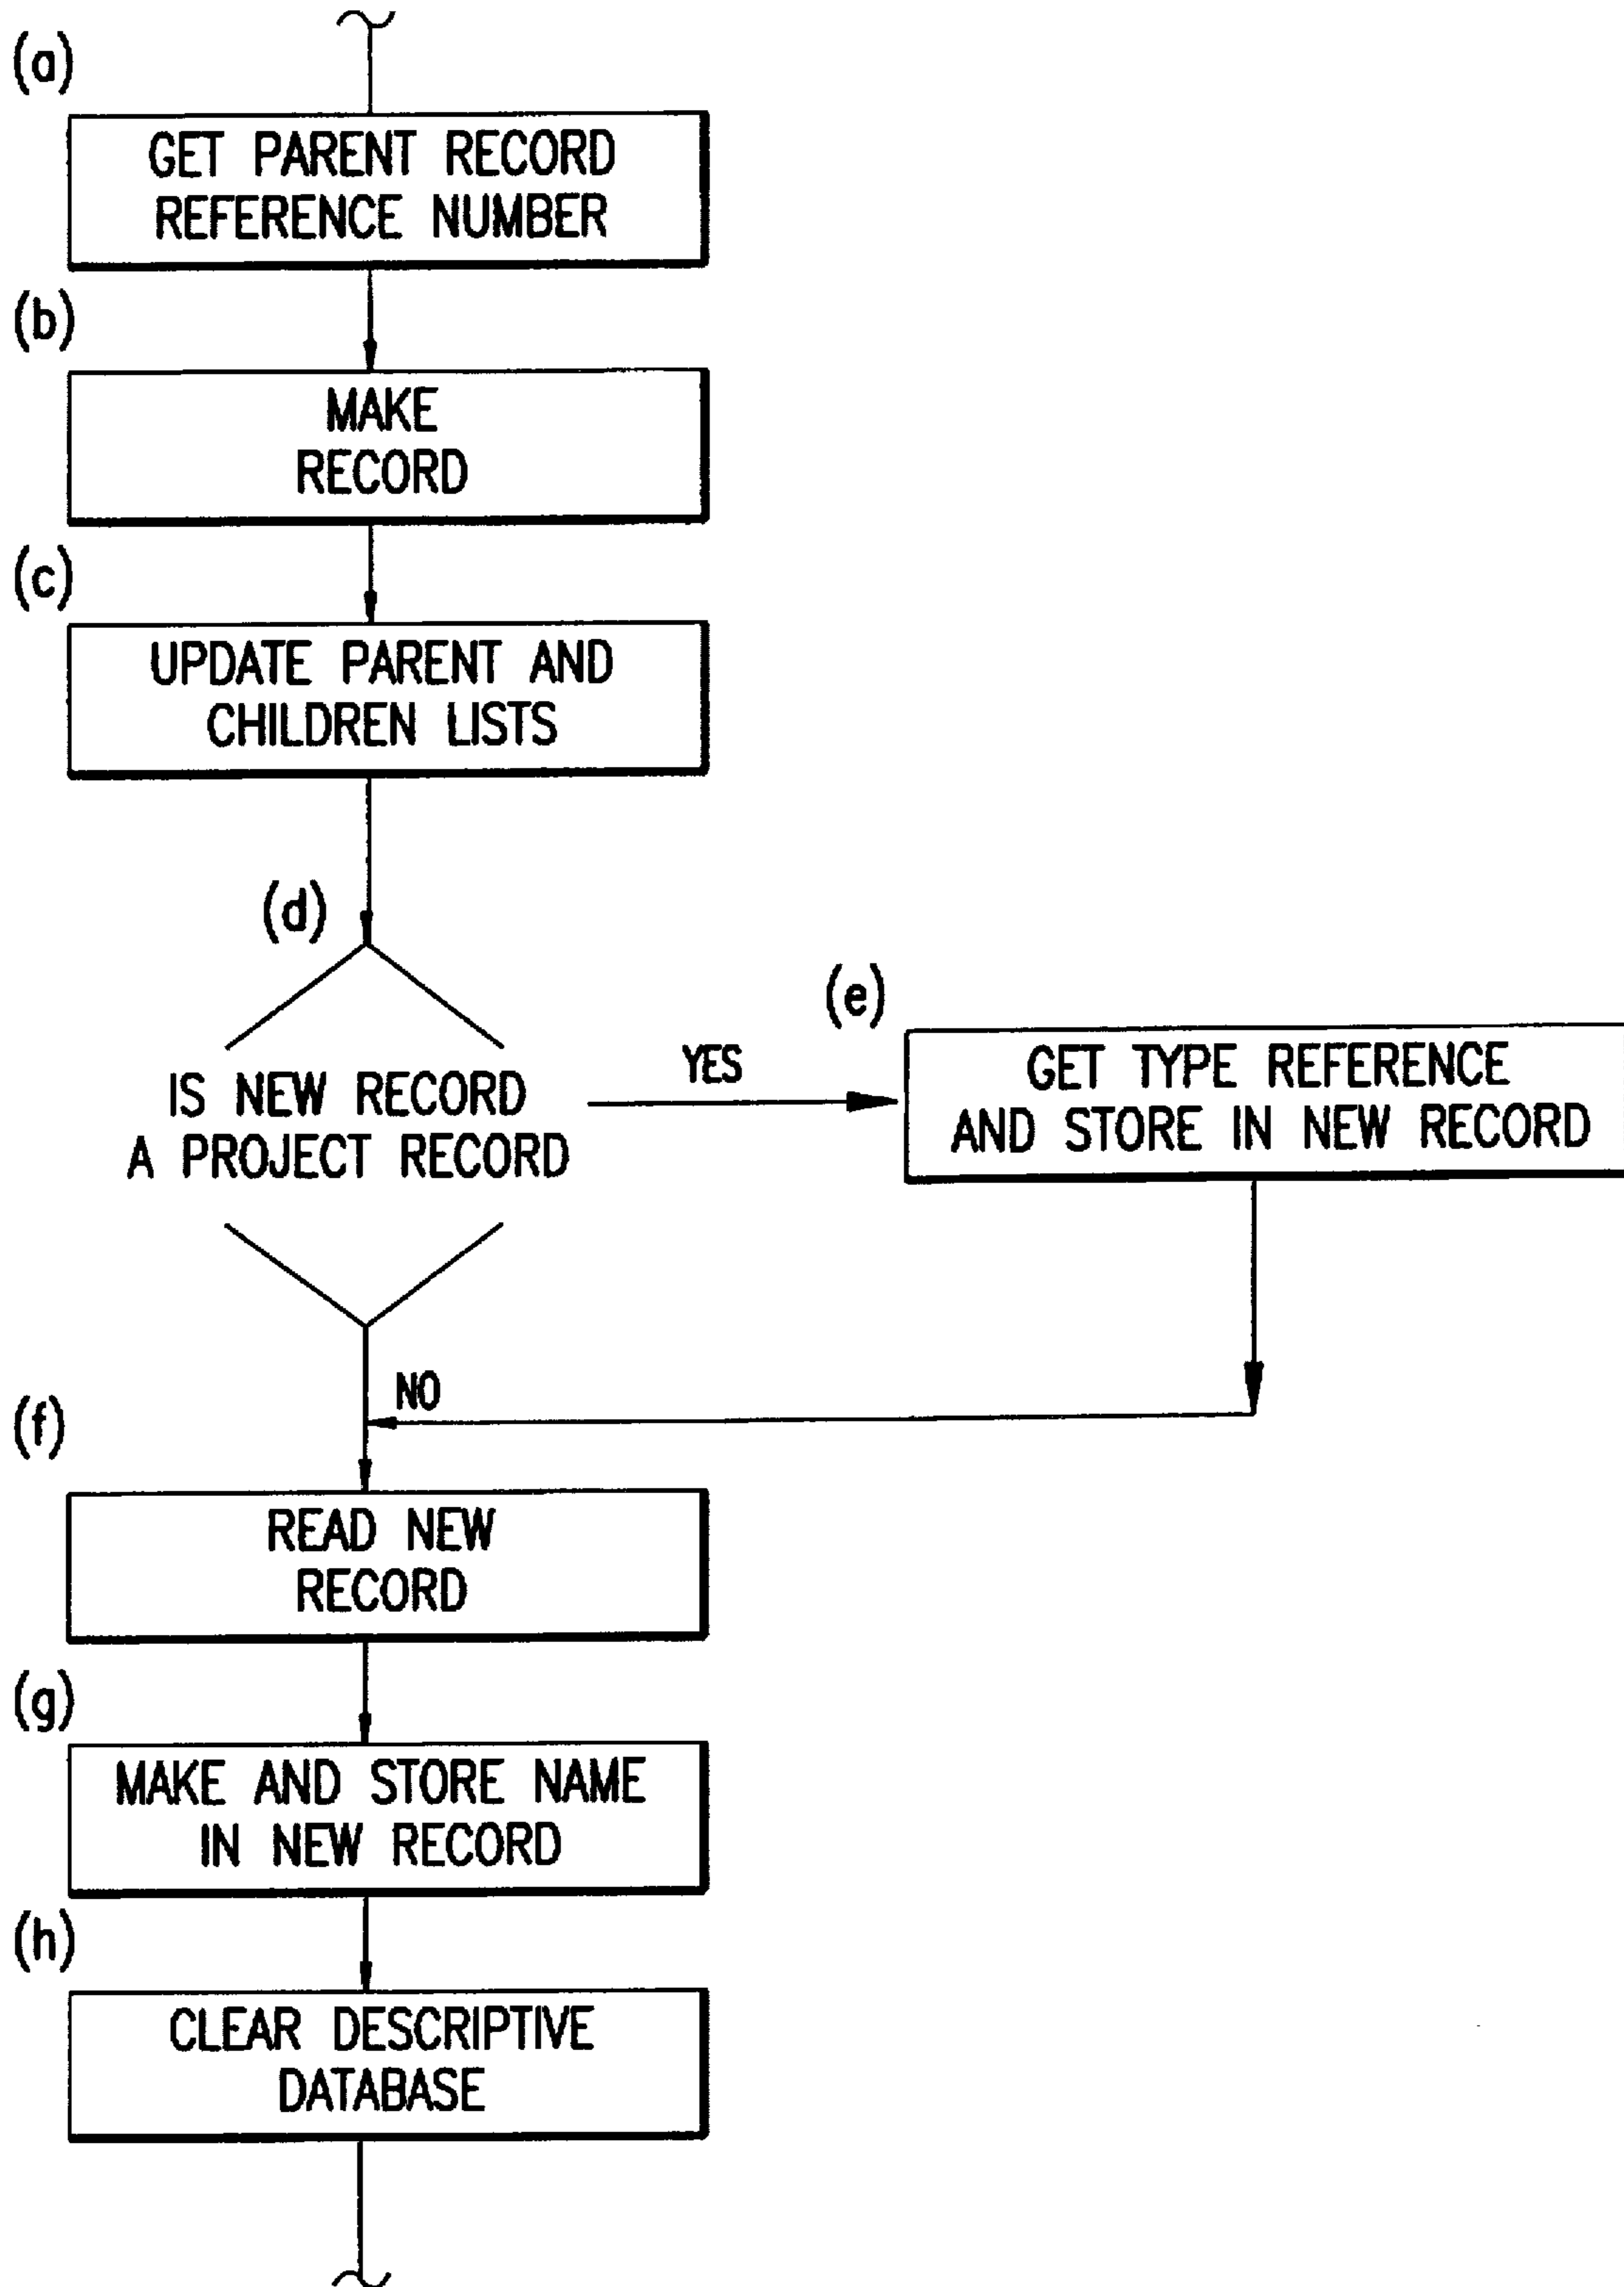 (a)
GET PARENT RECORD
REFERENCE NUMBER
(b)
MAKE
RECORD
(c)
UPDATE PARENT AND
CHILDREN LISTS
(d)
IS NEW RECORD
A PROJECT RECORD
YES
(e)
GET TYPE REFERENCE
AND STORE IN NEW RECORD
NO
(f)
READ NEW
RECORD
(g)
MAKE AND STORE NAME
IN NEW RECORD
(h)
CLEAR DESCRIPTIVE
DATABASE